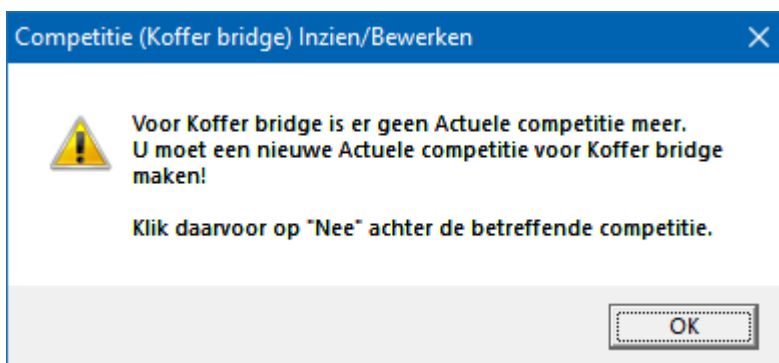 Competitie (Koffer bridge) Inzien/Bewerken
Voor Koffer bridge is er geen Actuele competitie meer.
U moet een nieuwe Actuele competitie voor Koffer bridge
maken!
Klik daarvoor op "Nee" achter de betreffende competitie.
OK